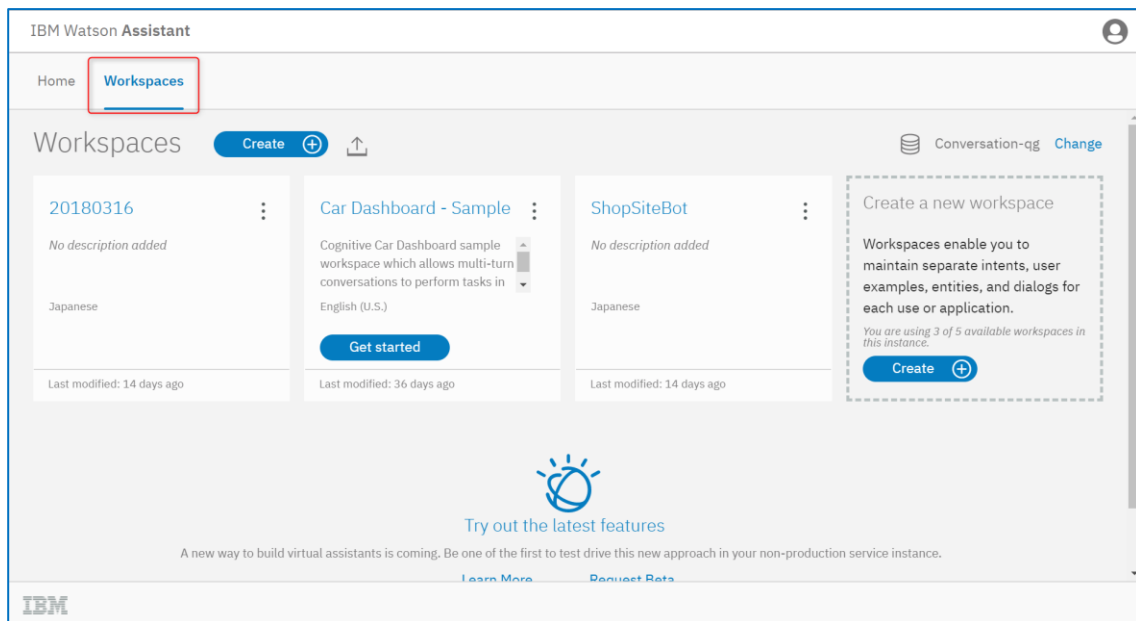 IBM Watson Assistant
Home Workspaces
Workspaces Create Conversation-qg Change
20180316
No description added
Japanese
Last modified: 14 days ago
Car Dashboard - Sample
Cognitive Car Dashboard sample
workspace which allows multi-turn
conversations to perform tasks in
English (U.S.)
Get started
Last modified: 36 days ago
ShopSiteBot
No description added
Japanese
Last modified: 14 days ago
Create a new workspace
Workspaces enable you to
maintain separate intents, user
examples, entities, and dialogs for
each use or application.
You are using 3 of 5 available workspaces in
this instance.
Create
Try out the latest features
A new way to build virtual assistants is coming. Be one of the first to test drive this new approach in your non-production service instance.
Learn More Request Beta
IBM